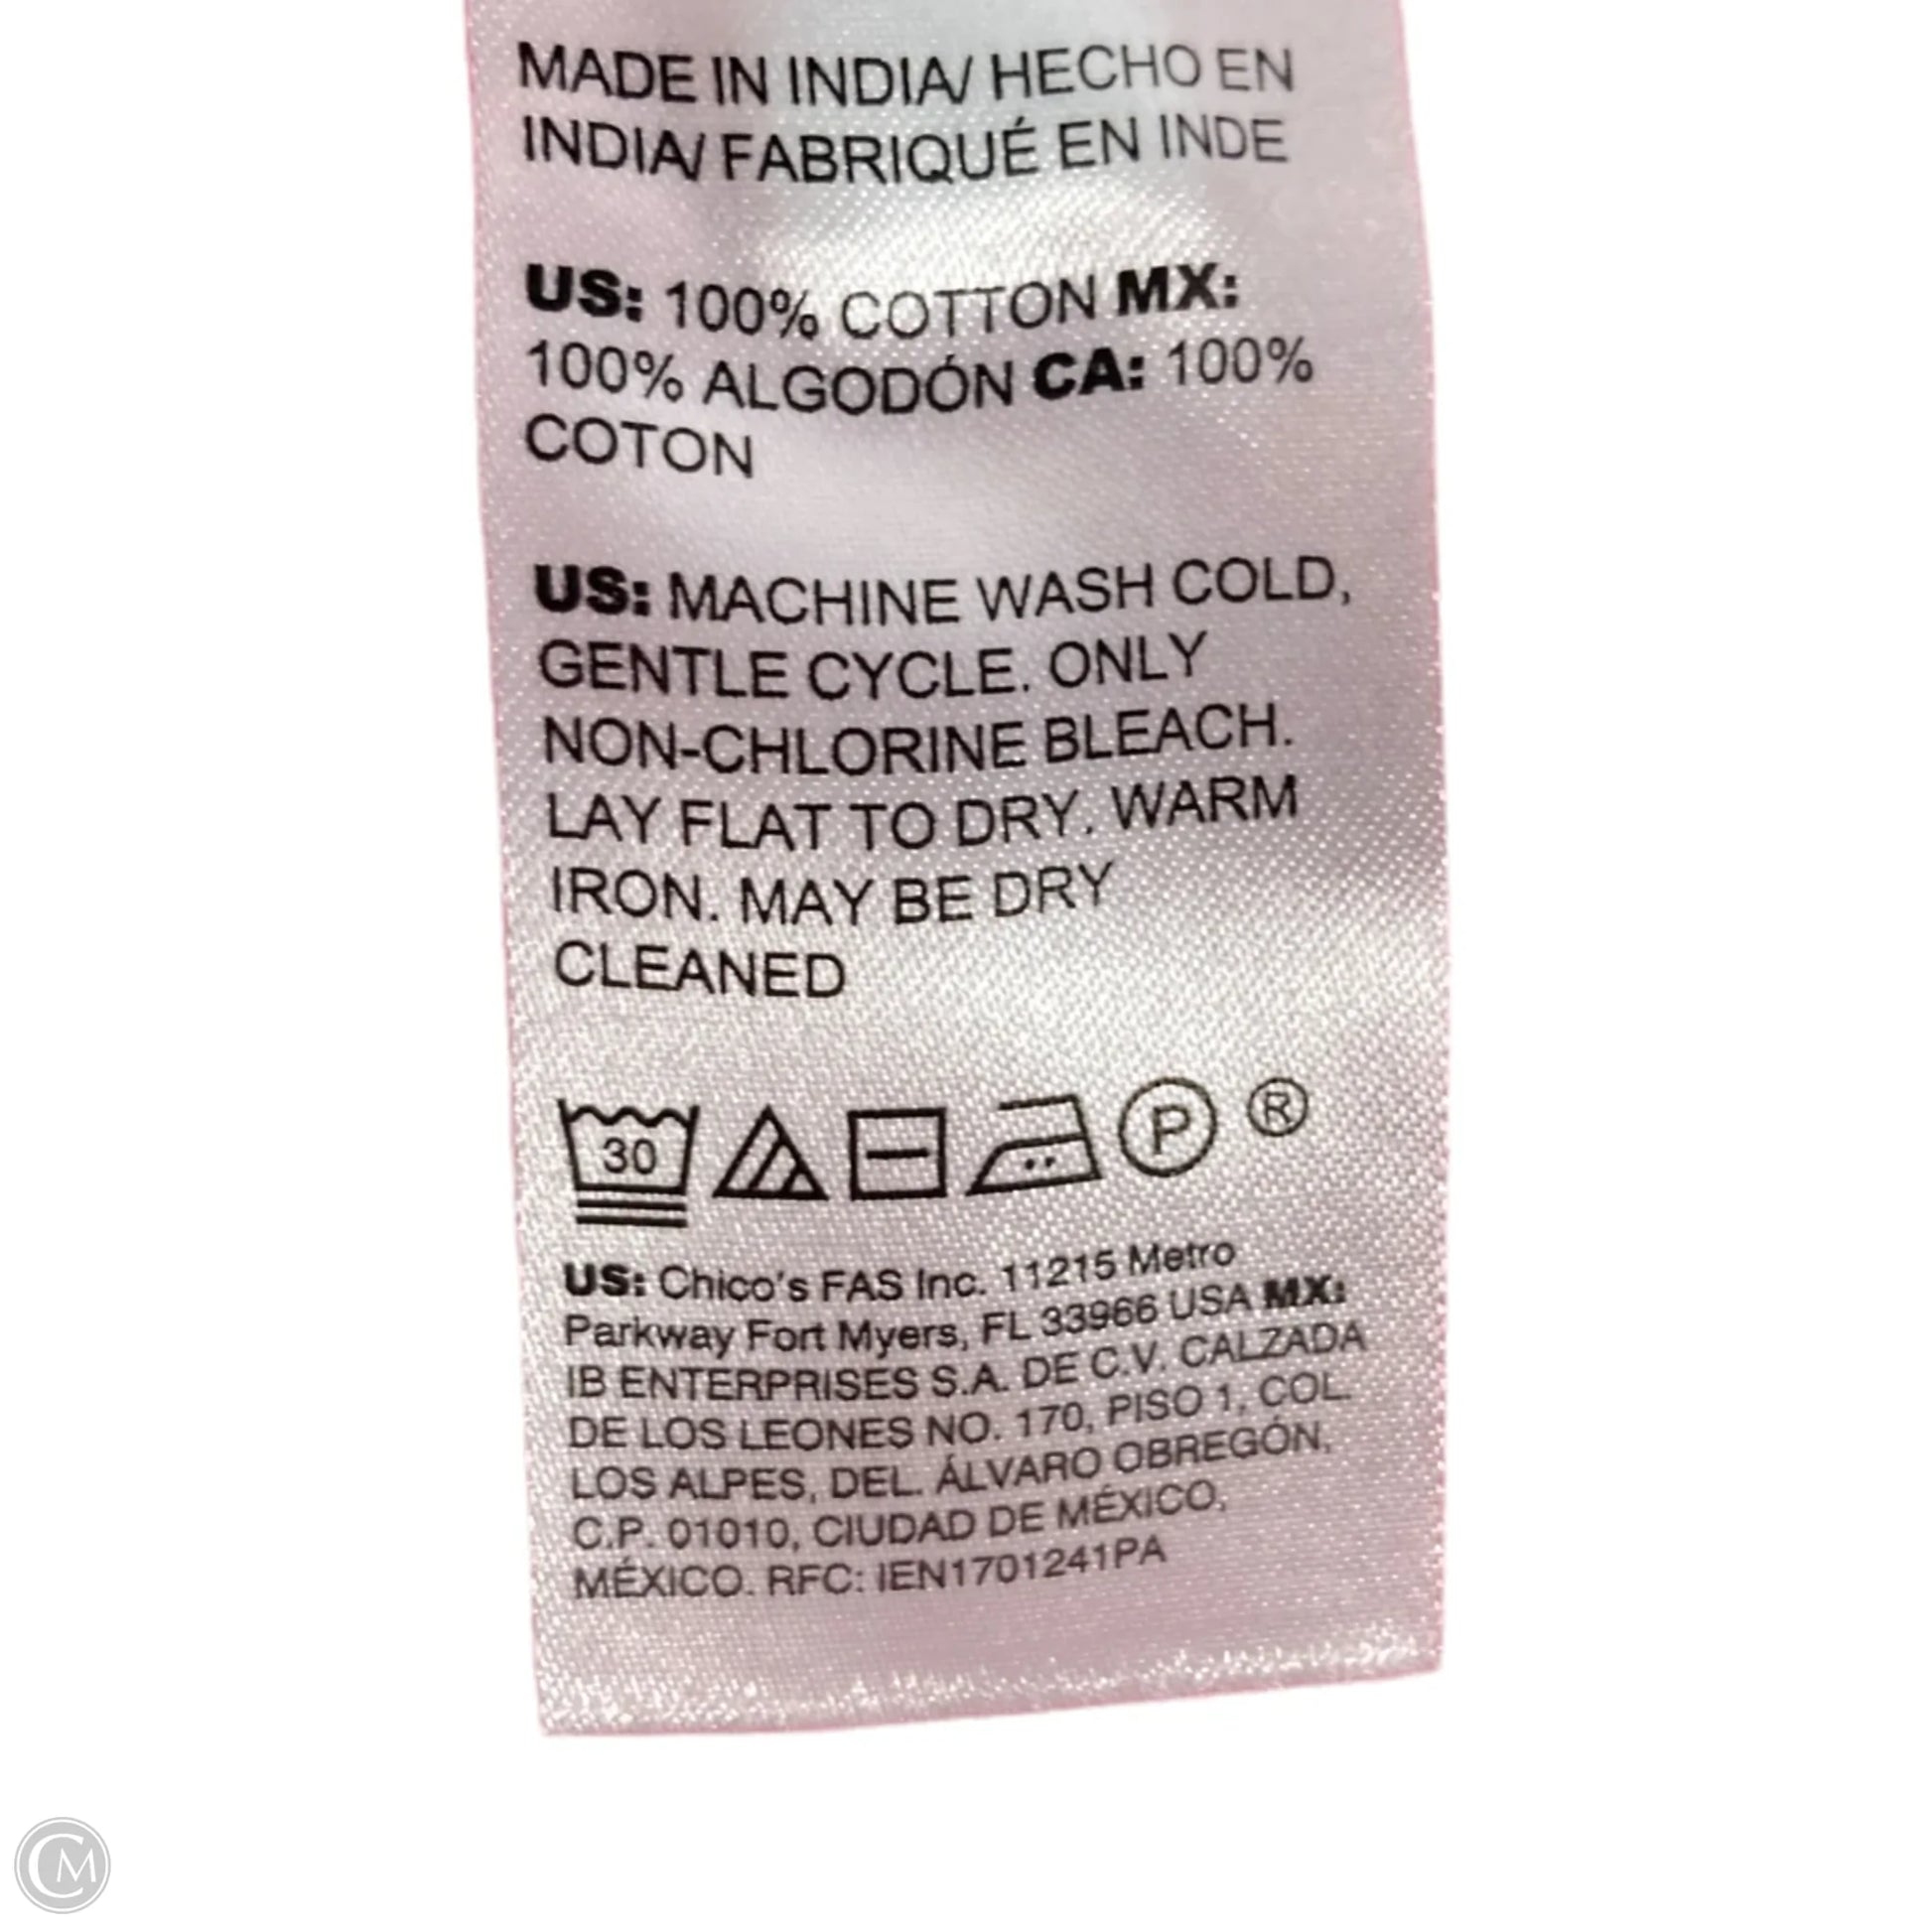 MADE IN INDIA/ HECHO EN
INDIA/ FABRIQUÉ EN INDE
US: 100% COTTON MX:
100% ALGODÓN CA: 100%
COTON
US: MACHINE WASH COLD,
GENTLE CYCLE. ONLY
NON-CHLORINE BLEACH.
LAY FLAT TO DRY. WARM
IRON. MAY BE DRY
CLEANED
30 P ®
US: Chico's FAS Inc. 11215 Metro
Parkway Fort Myers, FL 33966 USA MX:
IB ENTERPRISES S.A. DE C.V. CALZADA
DE LOS LEONES NO. 170, PISO 1, COL.
LOS ALPES, DEL. ÁLVARO OBREGÓN,
C.P. 01010, CIUDAD DE MÉXICO,
MÉXICO. RFC: IEN1701241PA
CM